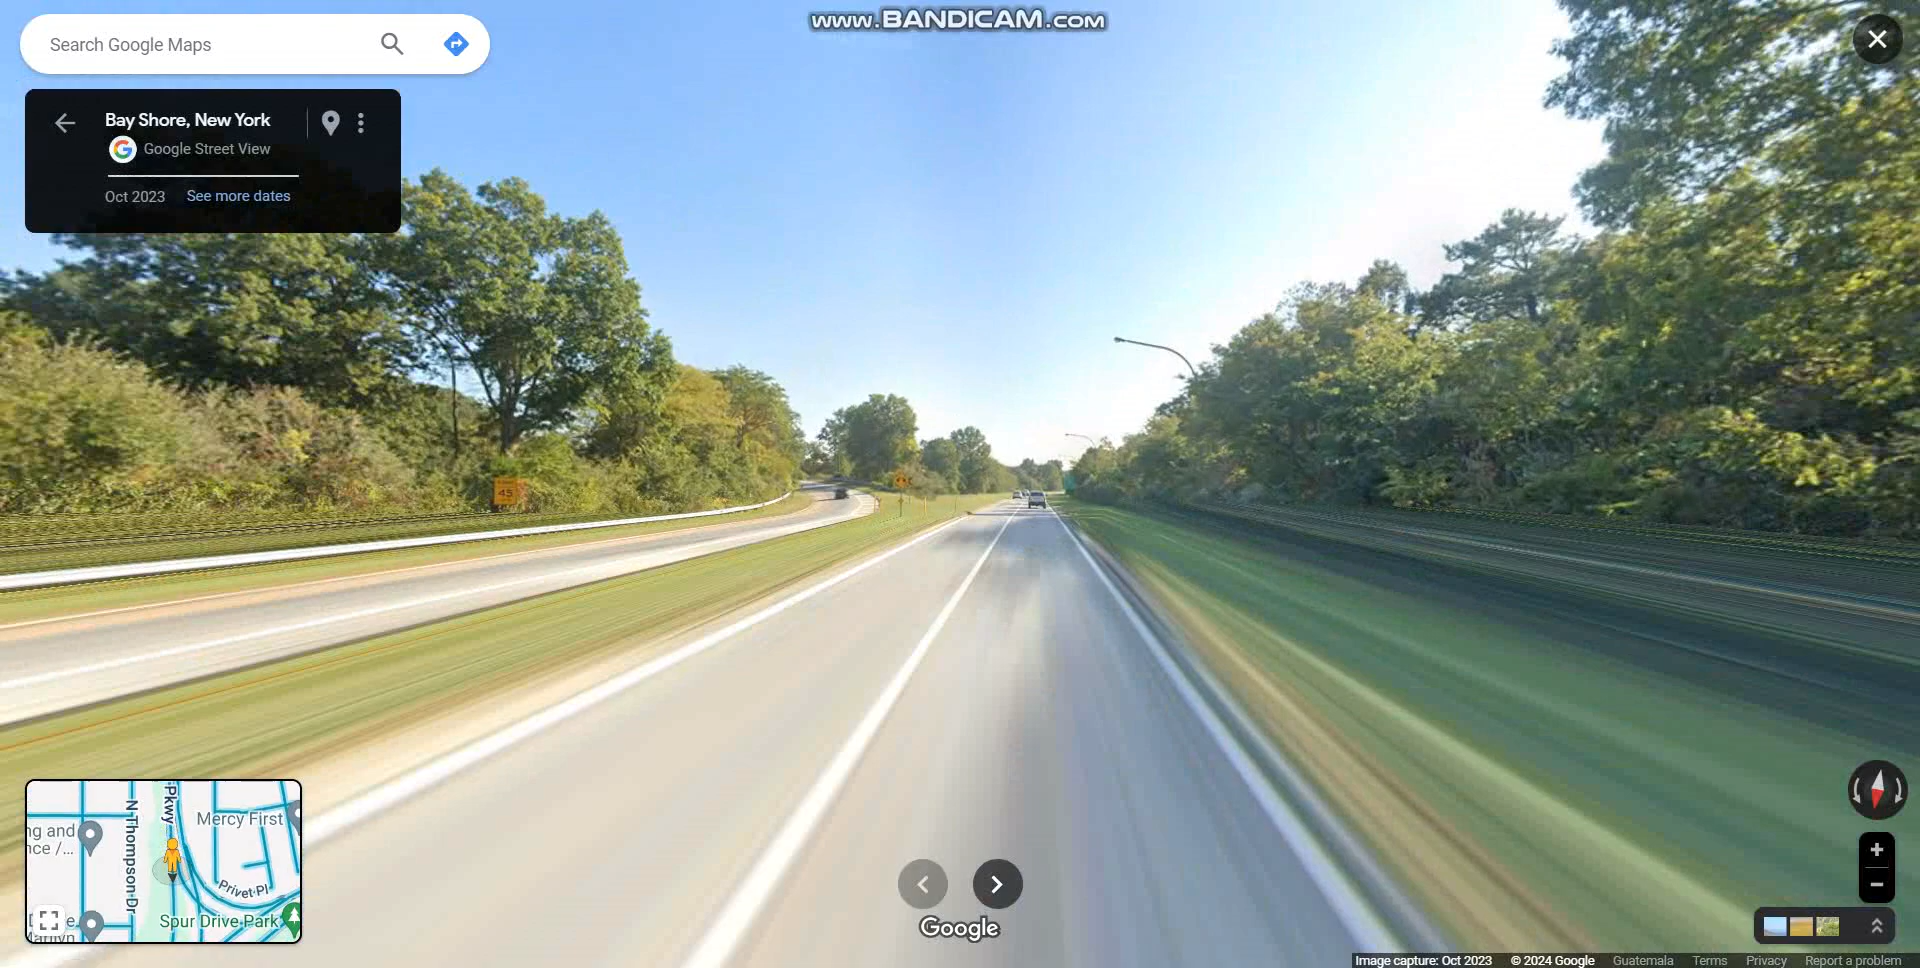 www.BANDICAM.com
Search Google Maps
Bay Shore, New York
Google Street View
Oct 2023 See more dates
45
Pkwy
N Thompson Dr
Mercy First
ng and
nce /...
Privet Pl
Spur Drive Park
Google
Image capture: Oct 2023 © 2024 Google Guatemala Terms Privacy Report a problem